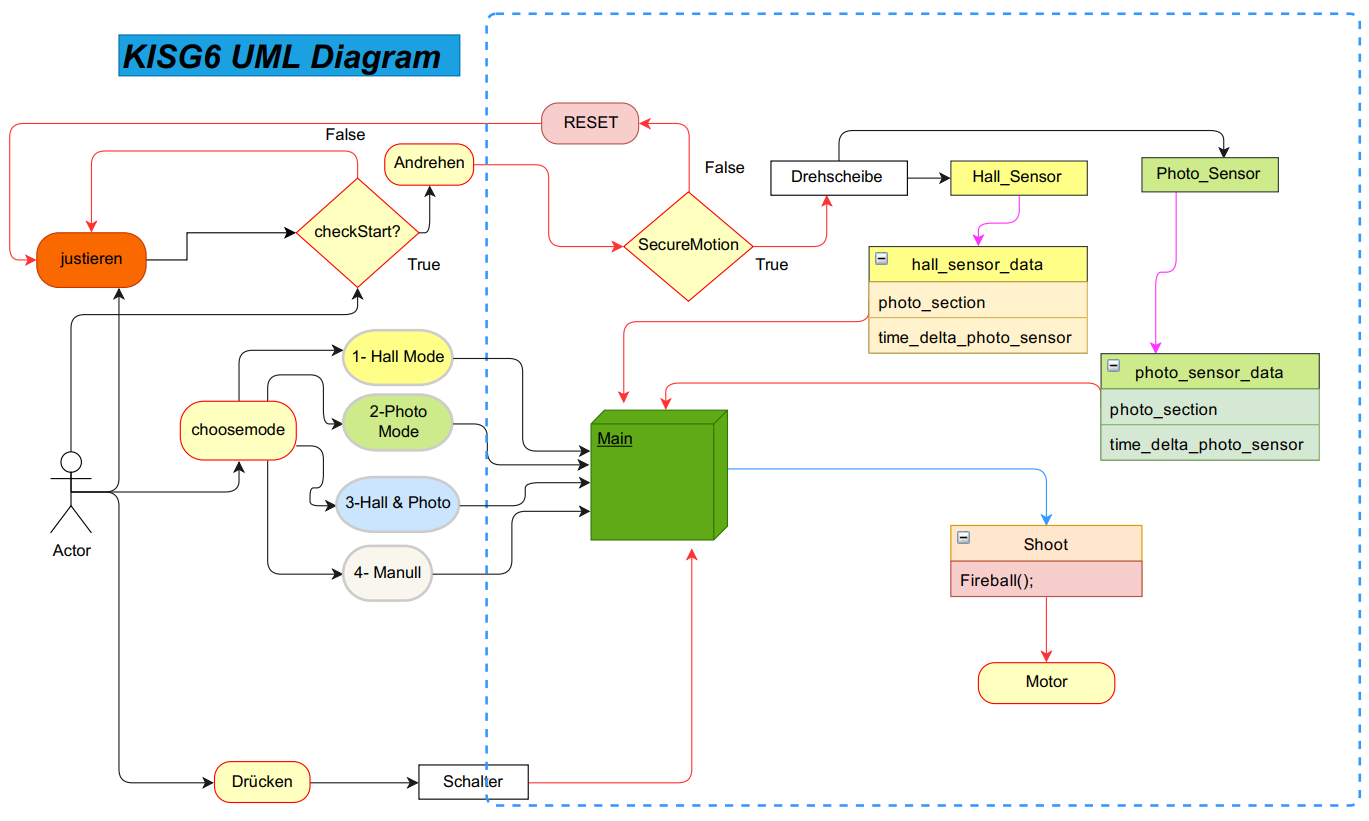 KISG6 UML Diagram
RESET
False
Andrehen
False
Drehscheibe
Hall_Sensor
Photo_Sensor
checkStart?
SecureMotion
justieren
True
True
hall_sensor_data
photo_section
time_delta_photo_sensor
1- Hall Mode
2-Photo
Mode
choosemode
photo_sensor_data
photo_section
time_delta_photo_sensor
Main
3-Hall & Photo
Actor
4- Manull
Shoot
Fireball();
Motor
Drücken
Schalter